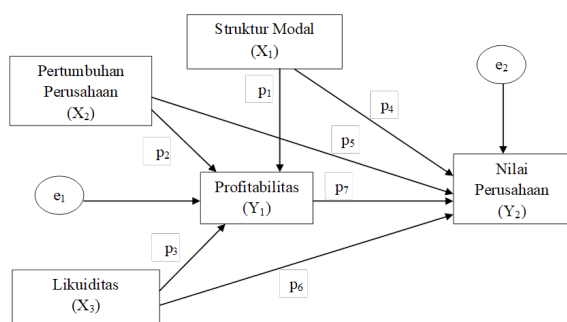 Struktur Modal
(X₁)
e₂
Pertumbuhan
Perusahaan
(X₂)
p₁
p₄
p₅
p₂
Nilai
Perusahaan
(Y₂)
e₁
Profitabilitas
(Y₁)
p₇
p₃
Likuiditas
(X₃)
p₆